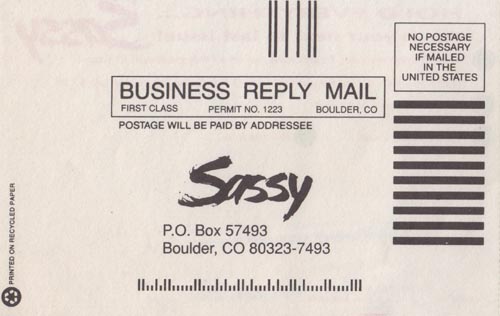 NO POSTAGE
NECESSARY
IF MAILED
IN THE
UNITED STATES
BUSINESS REPLY MAIL
FIRST CLASS PERMIT NO. 1223 BOULDER, CO
POSTAGE WILL BE PAID BY ADDRESSEE
Sassy
P.O. Box 57493
Boulder, CO 80323-7493
PRINTED ON RECYCLED PAPER